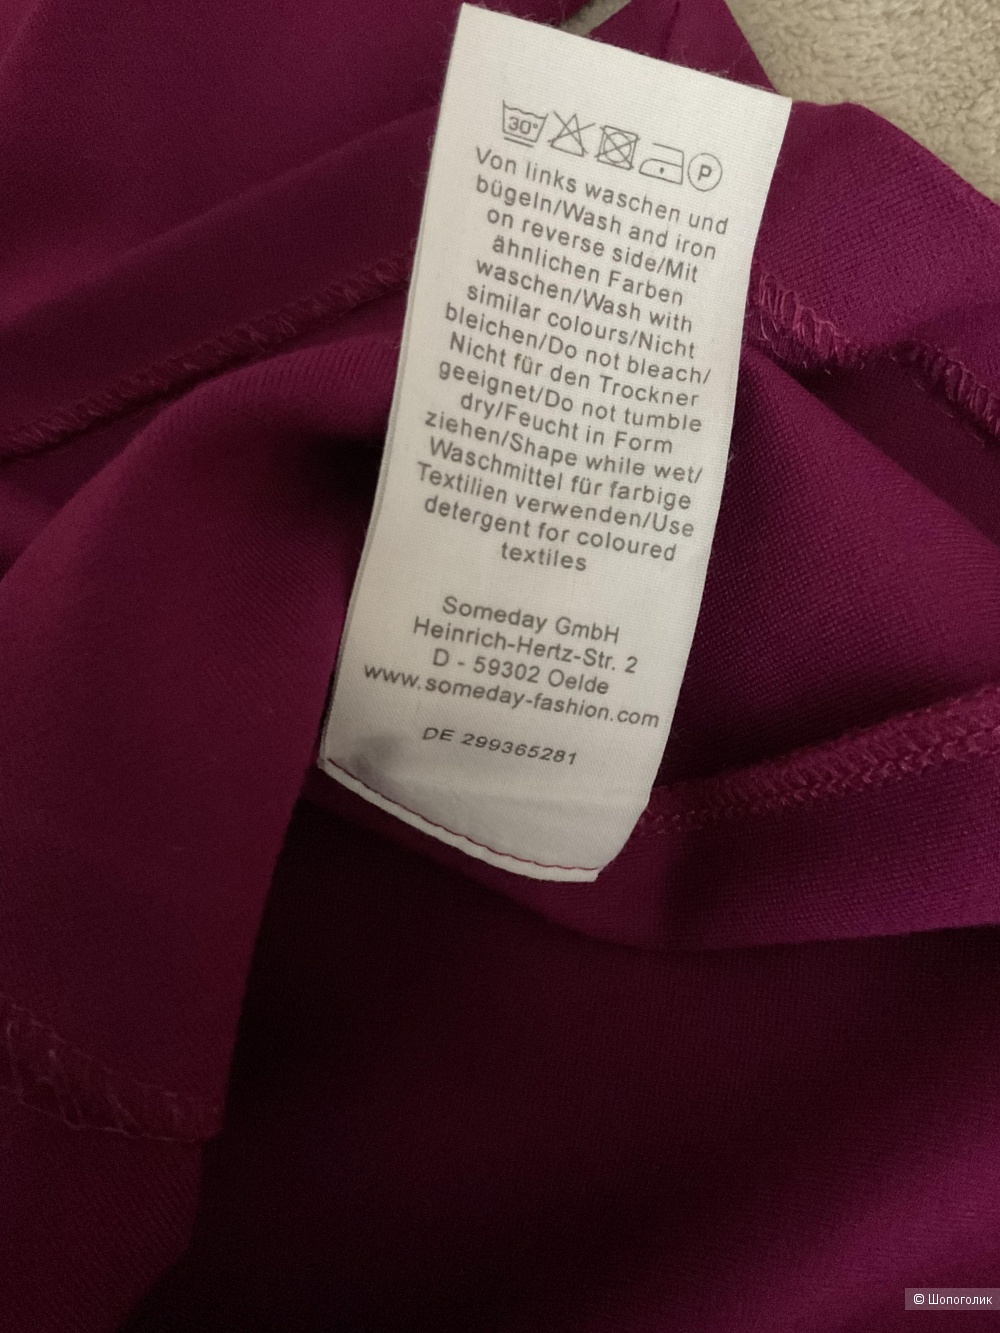 30°
P
Von links waschen und
bügeln/Wash and iron
on reverse side/Mit
ähnlichen Farben
waschen/Wash with
similar colours/Nicht
bleichen/Do not bleach/
Nicht für den Trockner
geeignet/Do not tumble
dry/Feucht in Form
ziehen/Shape while wet/
Waschmittel für farbige
Textilien verwenden/Use
detergent for coloured
textiles
Someday GmbH
Heinrich-Hertz-Str. 2
D - 59302 Oelde
www.someday-fashion.com
DE 299365281
© Шопоголик